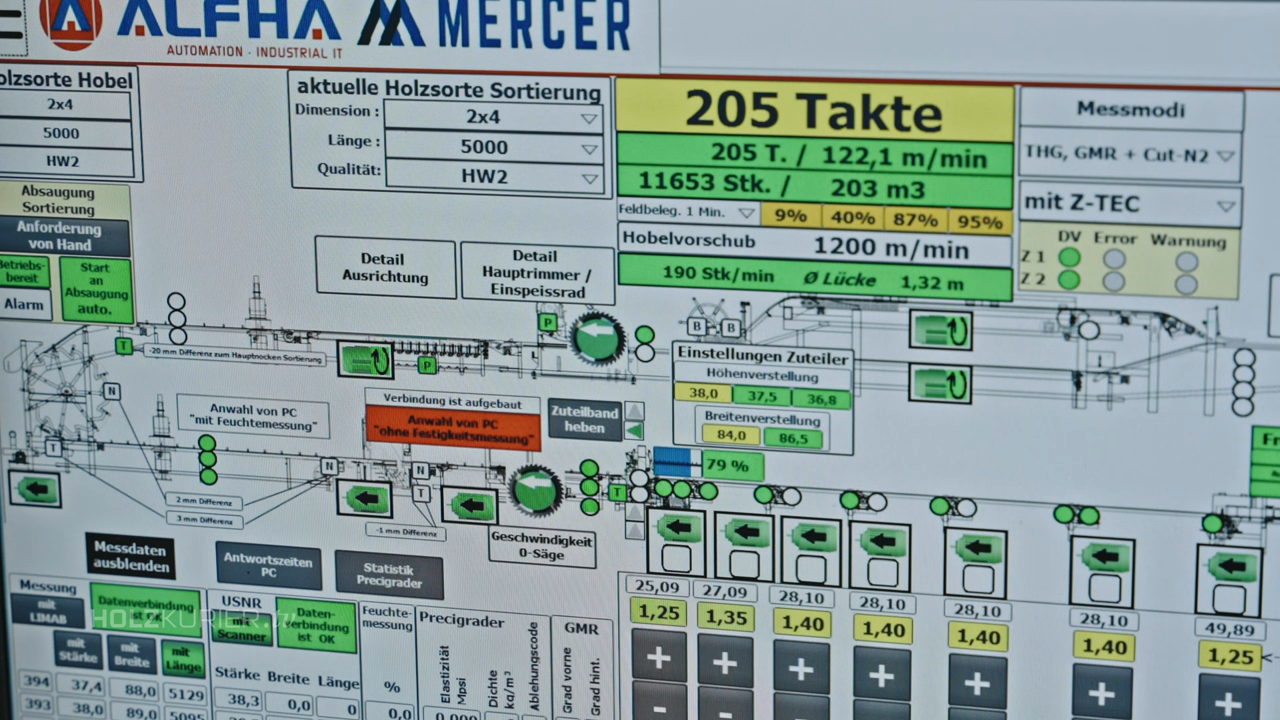 ALFHA MERCER
AUTOMATION - INDUSTRIAL IT
olzsorte Hobel
2x4
5000
HW2
aktuelle Holzsorte Sortierung
Dimension : 2x4
Länge : 5000
Qualität: HW2
205 Takte
205 T. / 122,1 m/min
11653 Stk. / 203 m3
Feldbeleg. 1 Min. 9% 40% 87% 95%
Hobelvorschub 1200 m/min
190 Stk/min Ø Lücke 1,32 m
Messmodi
THG, GMR + Cut-N2
mit Z-TEC
DV Error Warnung
Z 1
Z 2
Absaugung
Sortierung
Anforderung
von Hand
Betriebs-
bereit
Alarm
Start
an
Absaugung
auto.
Detail
Ausrichtung
Detail
Hauptrimmer /
Einspeissrad
P
B B
T
-20 mm Differenz zum Hauptnocken Sortierung
P
N
Einstellungen Zuteiler
Höhenverstellung
38,0 37,5 36,8
Breitenverstellung
84,0 86,5
Anwahl von PC
"mit Feuchtemessung"
Verbindung ist aufgebaut
Anwahl von PC
"ohne Festigkeitsmessung"
Zuteilband
heben
79 %
Fr
T
N
N
T
T
2 mm Differenz
3 mm Differenz
-1 mm Differenz
Geschwindigkeit
0-Säge
Messdaten
ausblenden
Antwortszeiten
PC
Statistik
Precigrader
25,09 27,09 28,10 28,10 28,10 28,10 49,89
1,25 1,35 1,40 1,40 1,40 1,40 1,25
+ + + + + + +
- -
Messung
mit
LIMAB
Datenverbindung
HOLZKURIER
USNR
mit
Scanner
Daten-
verbindung
ist OK
Feuchte-
messung
%
Precigrader
Elastizität
Mpsi
Dichte
kg/m³
Ablehungscode
GMR
Grad vorne
Grad hint.
mit
Stärke
mit
Breite
mit
Länge
Stärke Breite Länge
394 37,4 88,0 5129
38,3 0,0 0
393 38,0 89,0 5095
0,0 0,000